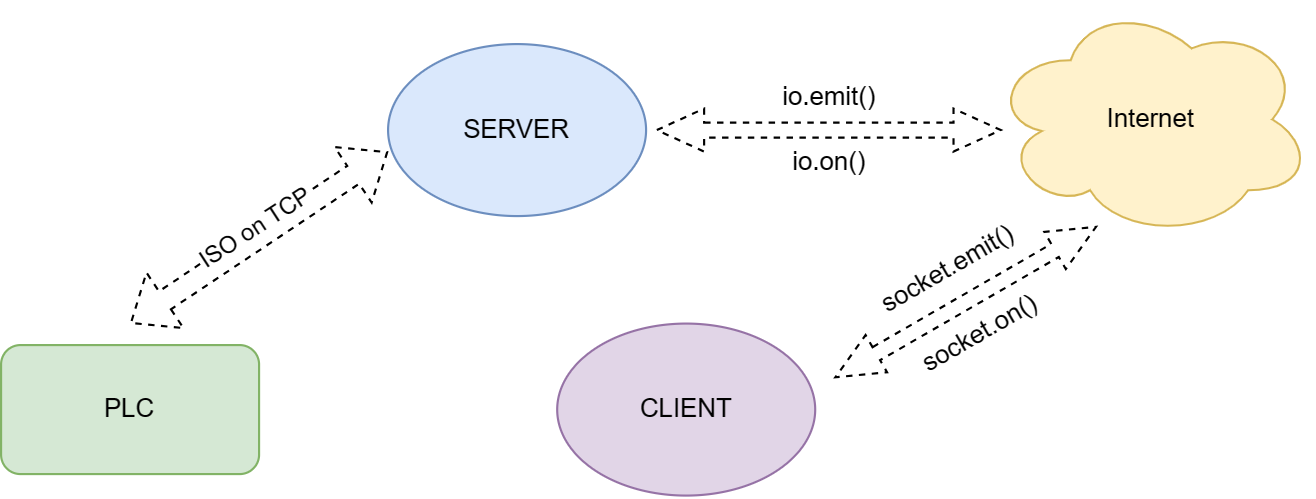 io.emit()
SERVER
Internet
io.on()
ISO on TCP
socket.emit()
socket.on()
PLC
CLIENT